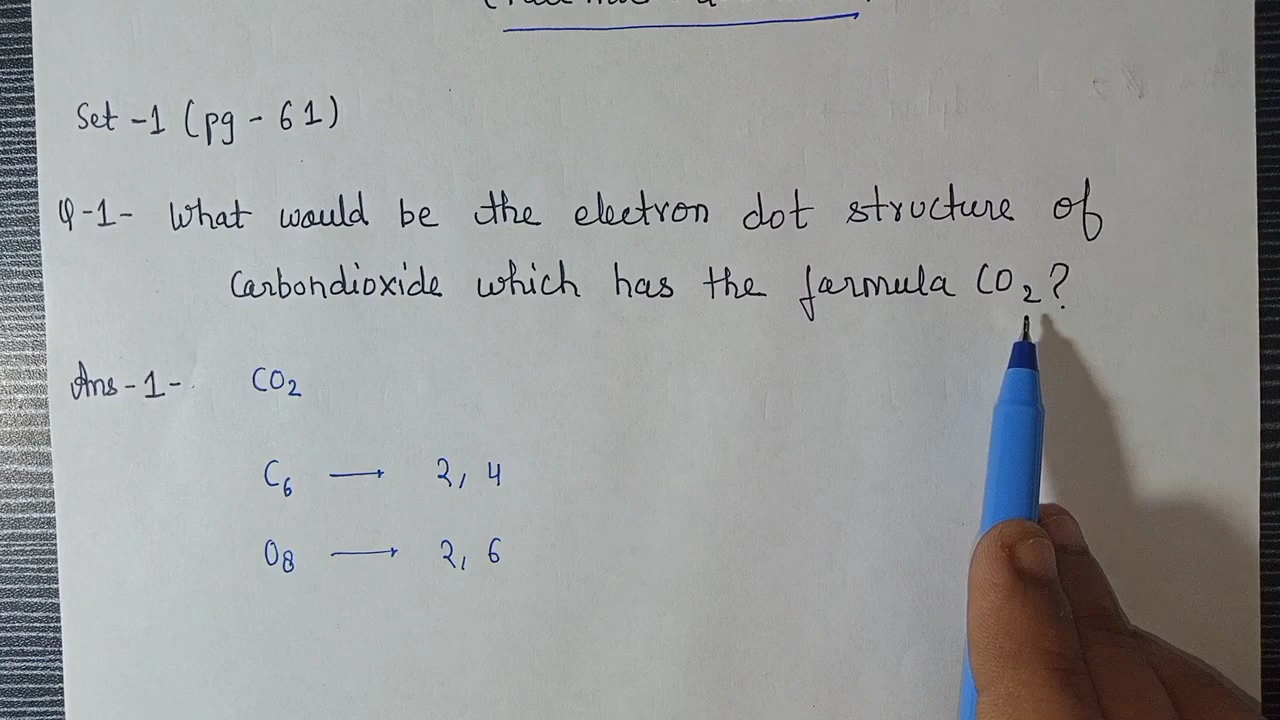 Set -1 (pg - 61)
Q-1- What would be the electron dot structure of
Carbondioxide which has the farmula CO₂?
Ans-1- CO₂
C₆ → 2, 4
O₈ → 2, 6